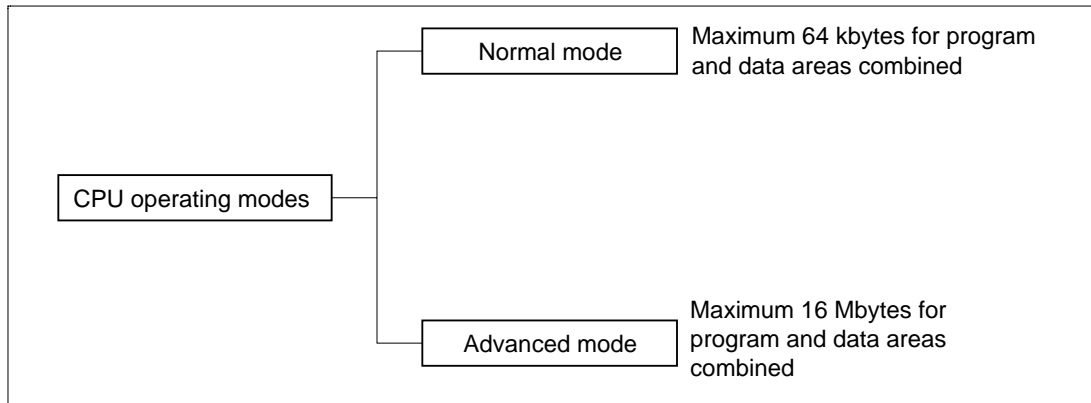 Normal mode
Maximum 64 kbytes for program
and data areas combined
CPU operating modes
Advanced mode
Maximum 16 Mbytes for
program and data areas
combined